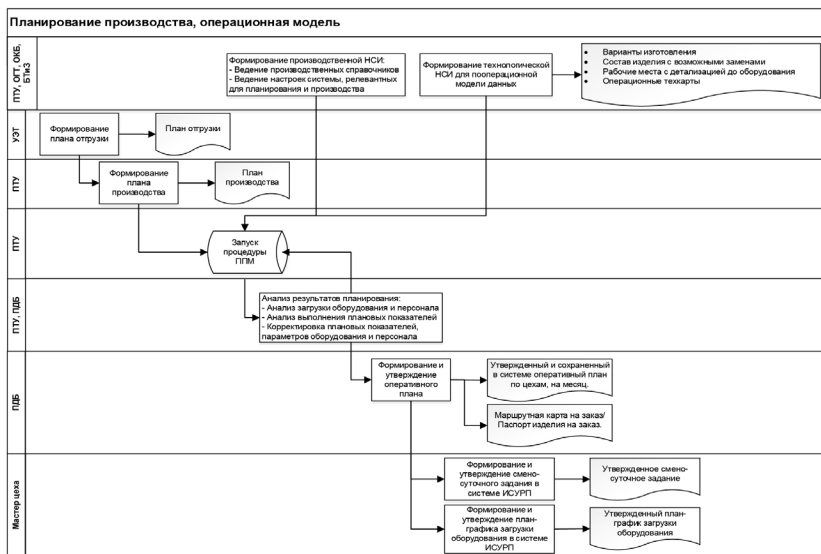 Планирование производства, операционная модель
ПТУ, ОГТ, ОКБ,
БТиЗ
Формирование производственной НСИ:
- Ведение производственных справочников
- Ведение настроек системы, релевантных
для планирования и производства
Формирование технологической
НСИ для пооперационной
модели данных
• Варианты изготовления
• Состав изделия с возможными заменами
• Рабочие места с детализацией до оборудования
• Операционные техкарты
УЭТ
Формирование
плана отгрузки
План отгрузки
ПТУ
Формирование
плана
производства
План
производства
ПТУ
Запуск
процедуры
ППМ
ПТУ, ПДБ
Анализ результатов планирования:
- Анализ загрузки оборудования и персонала
- Анализ выполнения плановых показателей
- Корректировка плановых показателей,
параметров оборудования и персонала
ПДБ
Формирование и
утверждение
оперативного
плана
Утвержденный и сохраненный
в системе оперативный план
по цехам, на месяц.
Маршрутная карта на заказ/
Паспорт изделия на заказ.
Мастер цеха
Формирование и
утверждение смено-
суточного задания в
системе ИСУРП
Утвержденное смено-
суточное задание
Формирование и
утверждение план-
графика загрузки
оборудования в системе
ИСУРП
Утвержденный план-
график загрузки
оборудования